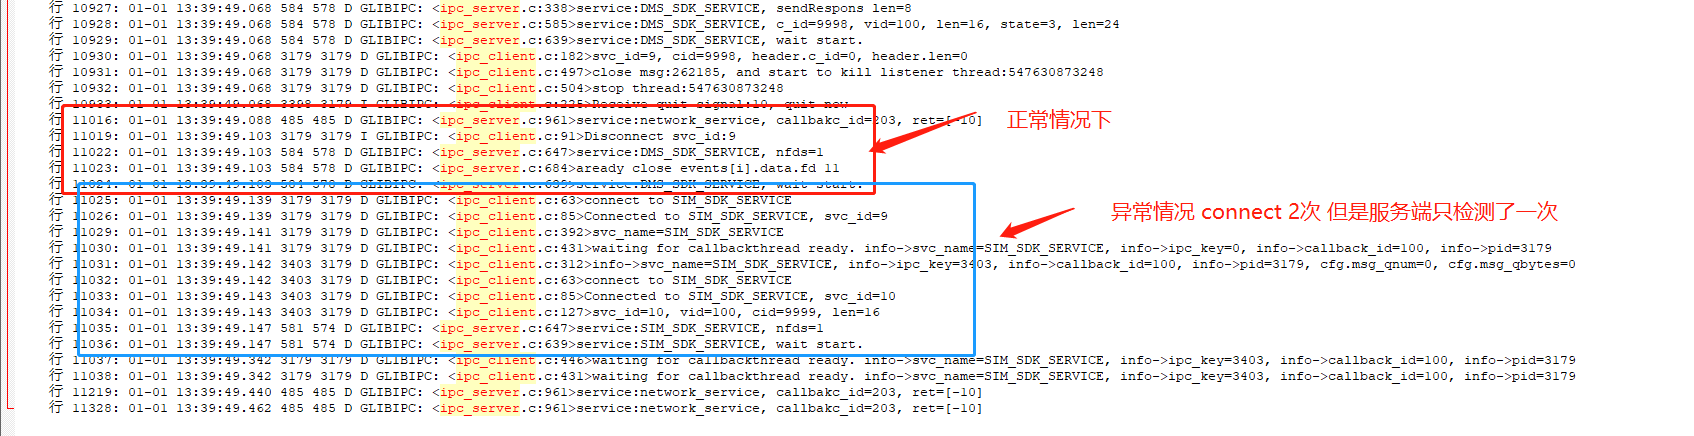 行 10927: 01-01 13:39:49.068 584 578 D GLIBIPC: <ipc_server.c:338>service:DMS_SDK_SERVICE, sendRespons len=8
行 10928: 01-01 13:39:49.068 584 578 D GLIBIPC: <ipc_server.c:585>service:DMS_SDK_SERVICE, c_id=9998, vid=100, len=16, state=3, len=24
行 10929: 01-01 13:39:49.068 584 578 D GLIBIPC: <ipc_server.c:639>service:DMS_SDK_SERVICE, wait start.
行 10930: 01-01 13:39:49.068 3179 3179 D GLIBIPC: <ipc_client.c:182>svc_id=9, cid=9998, header.c_id=0, header.len=0
行 10931: 01-01 13:39:49.068 3179 3179 D GLIBIPC: <ipc_client.c:497>close msg:262185, and start to kill listener thread:547630873248
行 10932: 01-01 13:39:49.068 3179 3179 D GLIBIPC: <ipc_client.c:504>stop thread:547630873248
行 10933: 01-01 13:39:49.068 3398 3179 I GLIBIPC: <ipc_client.c:225>Receive quit signal:10, quit now
行 11016: 01-01 13:39:49.088 485 485 D GLIBIPC: <ipc_server.c:961>service:network_service, callbakc_id=203, ret=[-10]
正常情况下
行 11019: 01-01 13:39:49.103 3179 3179 I GLIBIPC: <ipc_client.c:91>Disconnect svc_id:9
行 11022: 01-01 13:39:49.103 584 578 D GLIBIPC: <ipc_server.c:647>service:DMS_SDK_SERVICE, nfds=1
行 11023: 01-01 13:39:49.103 584 578 D GLIBIPC: <ipc_server.c:684>aready close events[i].data.fd 11
行 11024: 01-01 13:39:49.103 584 578 D GLIBIPC: <ipc_server.c:639>service:DMS_SDK_SERVICE, wait start.
行 11025: 01-01 13:39:49.139 3179 3179 D GLIBIPC: <ipc_client.c:63>connect to SIM_SDK_SERVICE
行 11026: 01-01 13:39:49.139 3179 3179 D GLIBIPC: <ipc_client.c:85>Connected to SIM_SDK_SERVICE, svc_id=9
异常情况 connect 2次 但是服务端只检测了一次
行 11029: 01-01 13:39:49.141 3179 3179 D GLIBIPC: <ipc_client.c:392>svc_name=SIM_SDK_SERVICE
行 11030: 01-01 13:39:49.141 3179 3179 D GLIBIPC: <ipc_client.c:431>waiting for callbackthread ready. info->svc_name=SIM_SDK_SERVICE, info->ipc_key=0, info->callback_id=100, info->pid=3179
行 11031: 01-01 13:39:49.142 3403 3179 D GLIBIPC: <ipc_client.c:312>info->svc_name=SIM_SDK_SERVICE, info->ipc_key=3403, info->callback_id=100, info->pid=3179, cfg.msg_qnum=0, cfg.msg_qbytes=0
行 11032: 01-01 13:39:49.142 3403 3179 D GLIBIPC: <ipc_client.c:63>connect to SIM_SDK_SERVICE
行 11033: 01-01 13:39:49.143 3403 3179 D GLIBIPC: <ipc_client.c:85>Connected to SIM_SDK_SERVICE, svc_id=10
行 11034: 01-01 13:39:49.143 3403 3179 D GLIBIPC: <ipc_client.c:127>svc_id=10, vid=100, cid=9999, len=16
行 11035: 01-01 13:39:49.147 581 574 D GLIBIPC: <ipc_server.c:647>service:SIM_SDK_SERVICE, nfds=1
行 11036: 01-01 13:39:49.147 581 574 D GLIBIPC: <ipc_server.c:639>service:SIM_SDK_SERVICE, wait start.
行 11037: 01-01 13:39:49.342 3179 3179 D GLIBIPC: <ipc_client.c:446>waiting for callbackthread ready. info->svc_name=SIM_SDK_SERVICE, info->ipc_key=3403, info->callback_id=100, info->pid=3179
行 11038: 01-01 13:39:49.342 3179 3179 D GLIBIPC: <ipc_client.c:431>waiting for callbackthread ready. info->svc_name=SIM_SDK_SERVICE, info->ipc_key=3403, info->callback_id=100, info->pid=3179
行 11219: 01-01 13:39:49.440 485 485 D GLIBIPC: <ipc_server.c:961>service:network_service, callbakc_id=203, ret=[-10]
行 11328: 01-01 13:39:49.462 485 485 D GLIBIPC: <ipc_server.c:961>service:network_service, callbakc_id=203, ret=[-10]